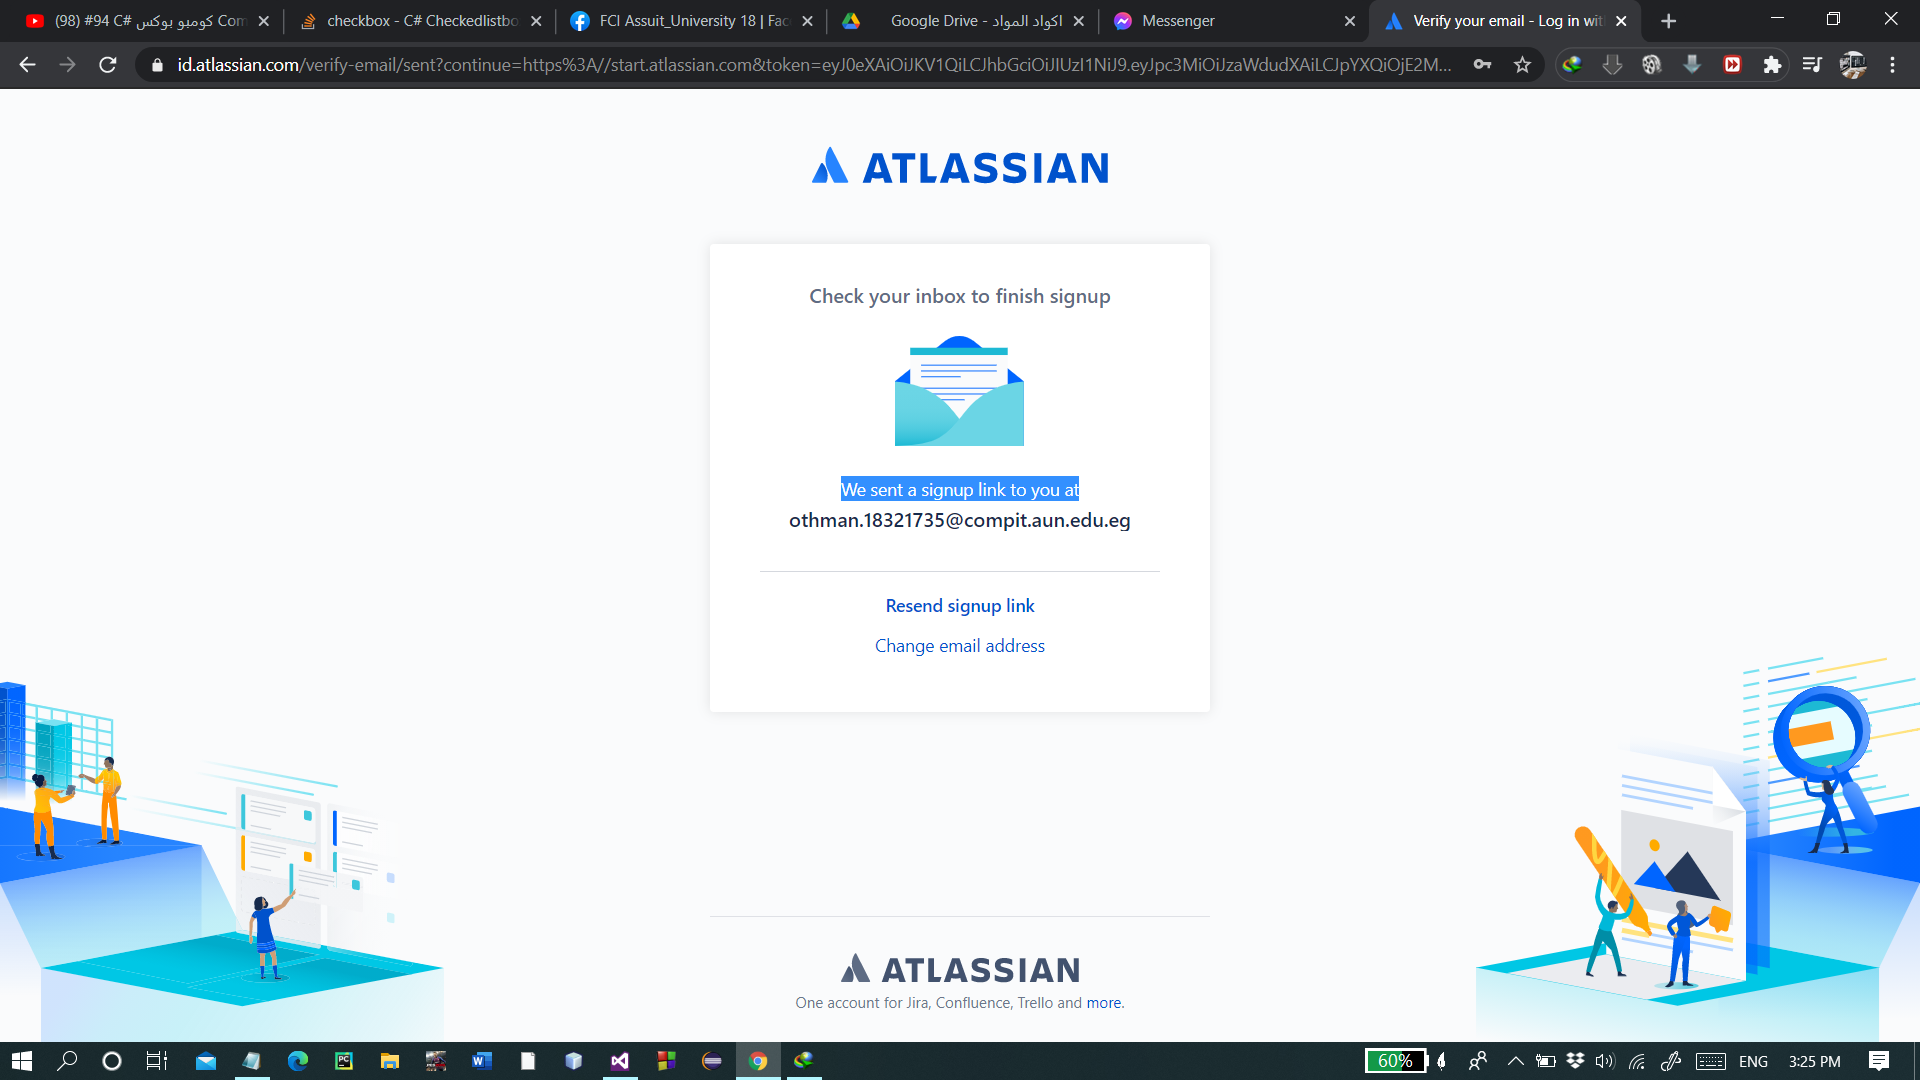 (98) #94 C# كومبو بوكس Com
checkbox - C# Checkedlistbo
FCI Assuit_University 18 | Fac
Google Drive - اكواد المواد
Messenger
Verify your email - Log in wit
id.atlassian.com/verify-email/sent?continue=https%3A//start.atlassian.com&token=eyJ0eXAiOiJKV1QiLCJhbGciOiJIUzI1NiJ9.eyJpc3MiOiJzaWdudXAiLCJpYXQiOjE2M...
ATLASSIAN
Check your inbox to finish signup
We sent a signup link to you at
othman.18321735@compit.aun.edu.eg
Resend signup link
Change email address
ATLASSIAN
One account for Jira, Confluence, Trello and more.
60%
ENG
3:25 PM